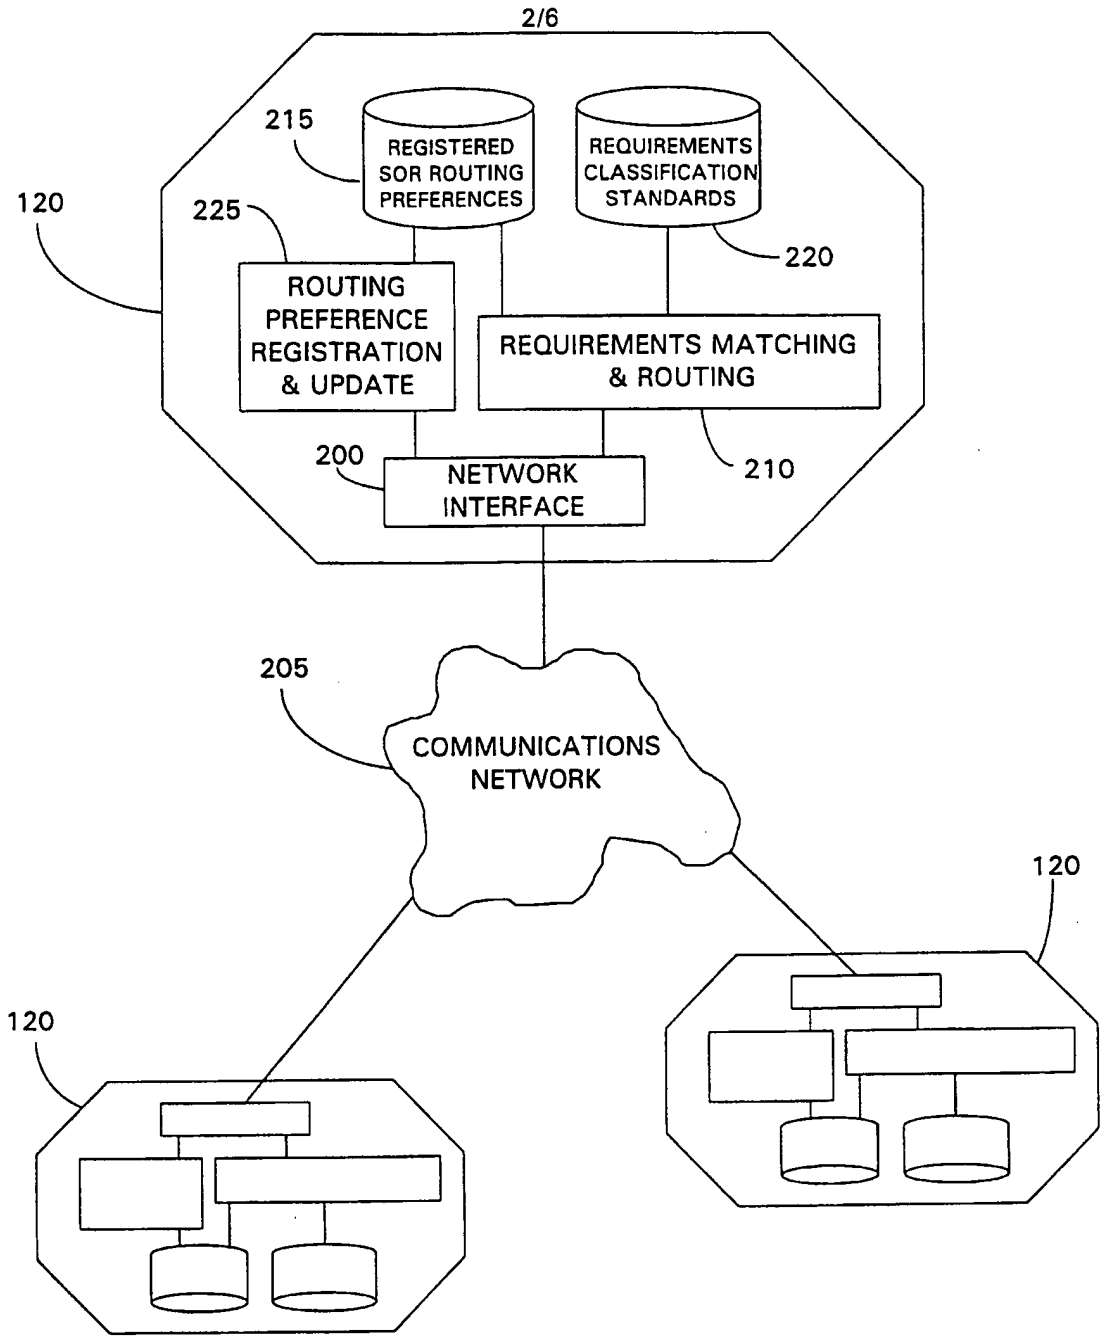 2/6
215
REGISTERED
SOR ROUTING
PREFERENCES
REQUIREMENTS
CLASSIFICATION
STANDARDS
120
225
220
ROUTING
PREFERENCE
REGISTRATION
& UPDATE
REQUIREMENTS MATCHING
& ROUTING
200
210
NETWORK
INTERFACE
205
COMMUNICATIONS
NETWORK
120
120